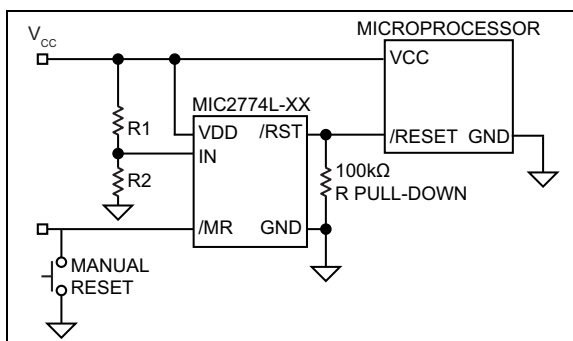 MICROPROCESSOR
VCC
VCC
MIC2774L-XX
R1
VDD
/RST
/RESET GND
IN
R2
100kΩ
R PULL-DOWN
/MR
GND
MANUAL
RESET